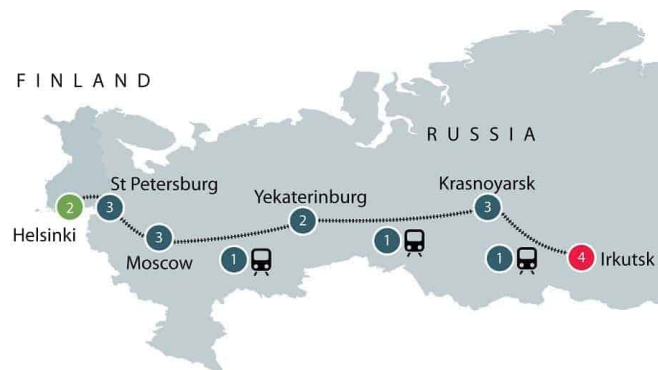 FINLAND
RUSSIA
St Petersburg
Krasnoyarsk
Yekaterinburg
2
3
3
2
3
Helsinki
Moscow
1
1
1
4
Irkutsk